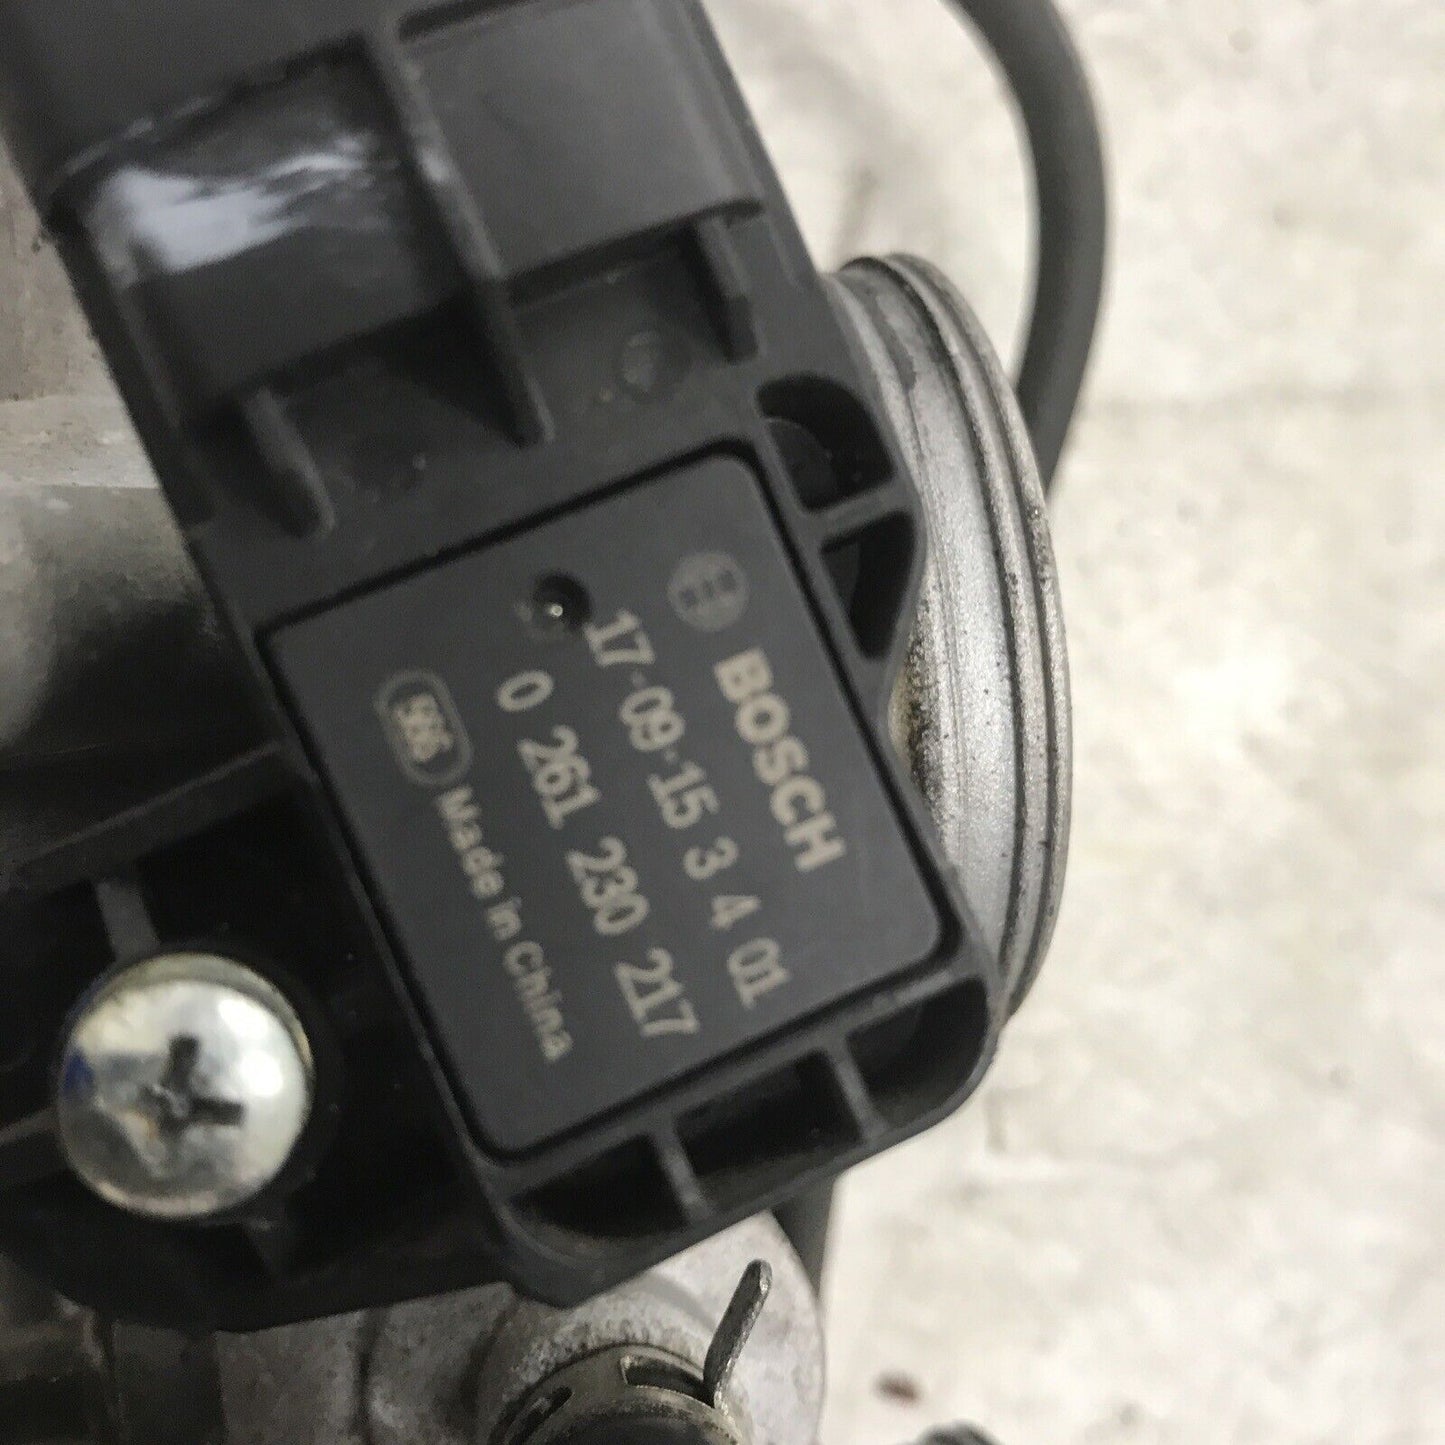 BOSCH
17-09-15 3 4 01
0 261 230 217
Made in China